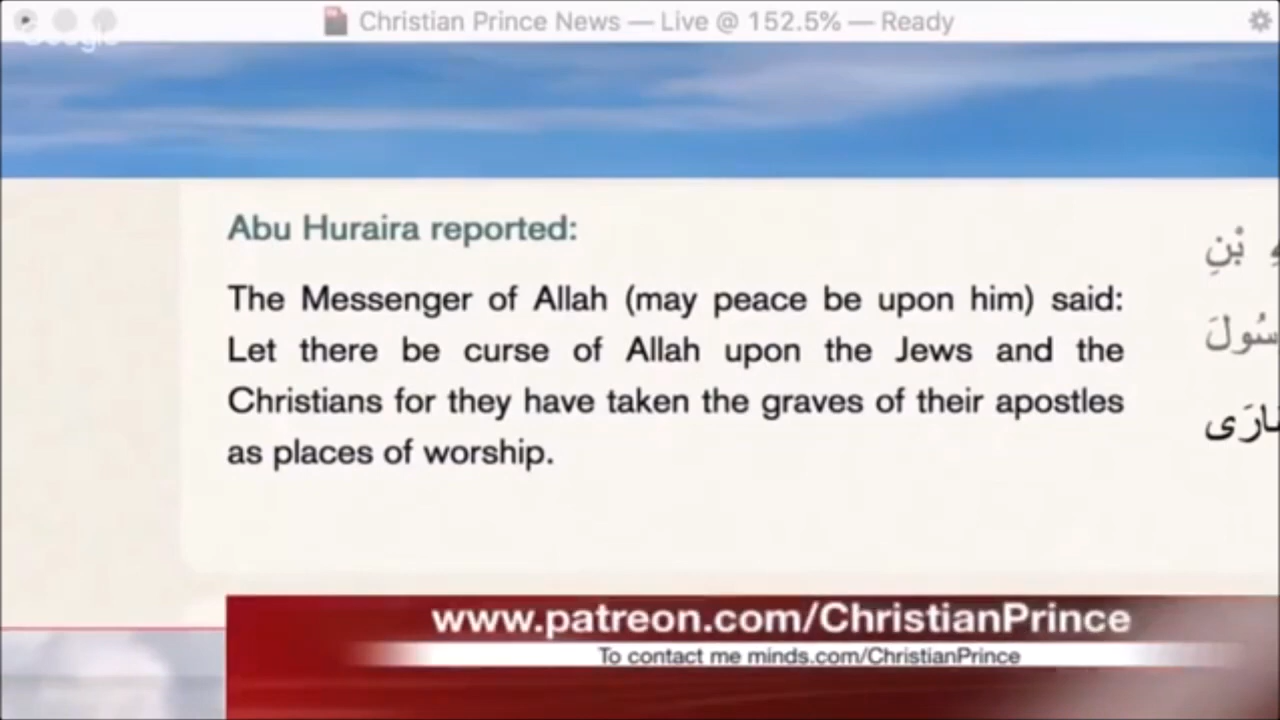 Christian Prince News — Live @ 152.5% — Ready
Google
Abu Huraira reported:
The Messenger of Allah (may peace be upon him) said:
Let there be curse of Allah upon the Jews and the
Christians for they have taken the graves of their apostles
as places of worship.
بْنِ
www.patreon.com/ChristianPrince
To contact me minds.com/ChristianPrince